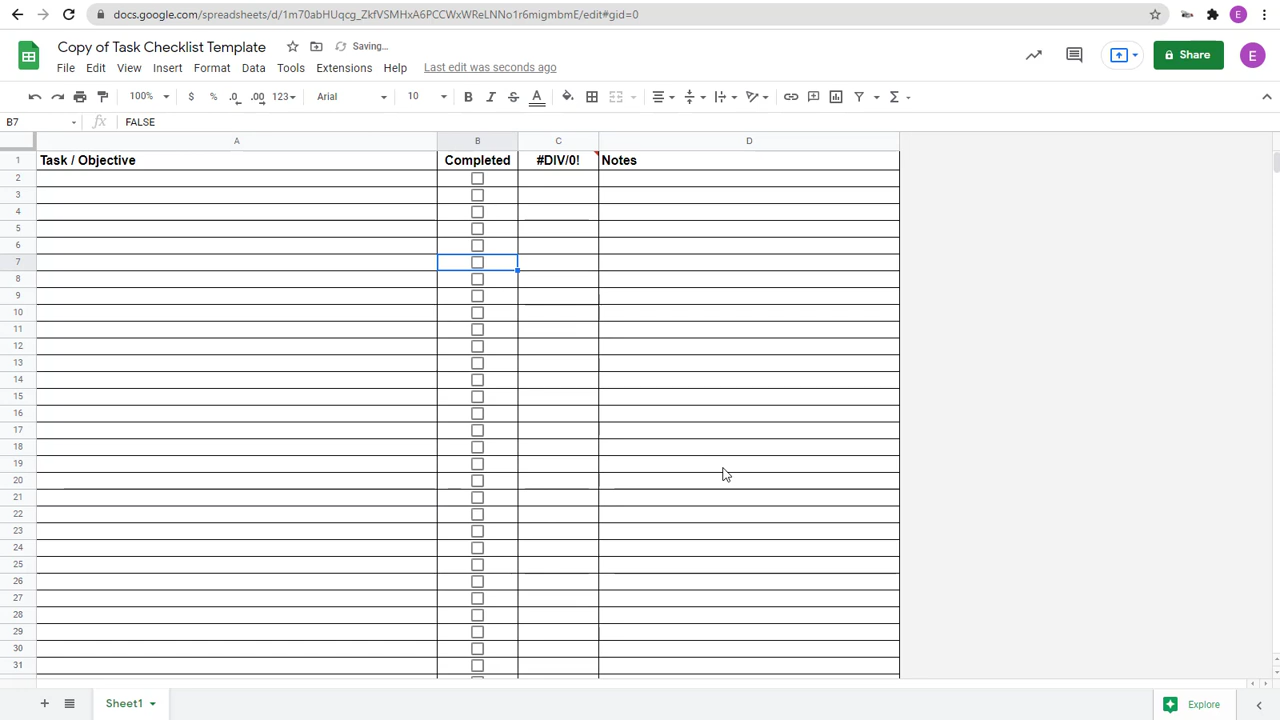 docs.google.com/spreadsheets/d/1m70abHUqcg_ZkfVSMHxA6PCCWxWReLNNo1r6migmbmE/edit#gid=0
E
Copy of Task Checklist Template
Saving...
File Edit View Insert Format Data Tools Extensions Help Last edit was seconds ago
Share
E
100% $ % .0 .00 123 Arial 10 B I S A Σ
B7 fx FALSE
A B C D
1 Task / Objective Completed #DIV/0! Notes
2
3
4
5
6
7
8
9
10
11
12
13
14
15
16
17
18
19
20
21
22
23
24
25
26
27
28
29
30
31
Sheet1
Explore